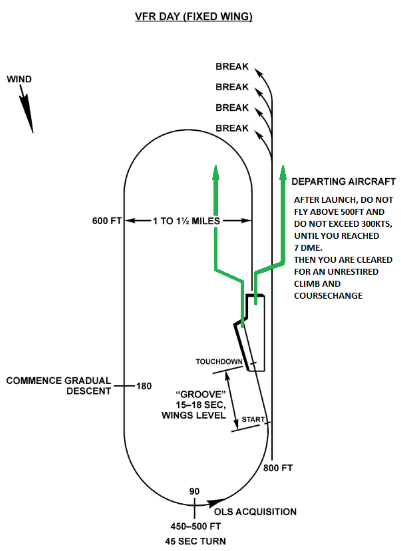 VFR DAY (FIXED WING)
BREAK
WIND
BREAK
BREAK
BREAK
DEPARTING AIRCRAFT
AFTER LAUNCH, DO NOT
FLY ABOVE 500FT AND
DO NOT EXCEED 300KTS,
UNTIL YOU REACHED
7 DME.
THEN YOU ARE CLEARED
FOR AN UNRESTIRED
CLIMB AND
COURSECHANGE
600 FT
1 TO 1½ MILES
TOUCHDOWN
COMMENCE GRADUAL
DESCENT
180
“GROOVE”
15–18 SEC,
WINGS LEVEL
START
800 FT
90
OLS ACQUISITION
450–500 FT
45 SEC TURN